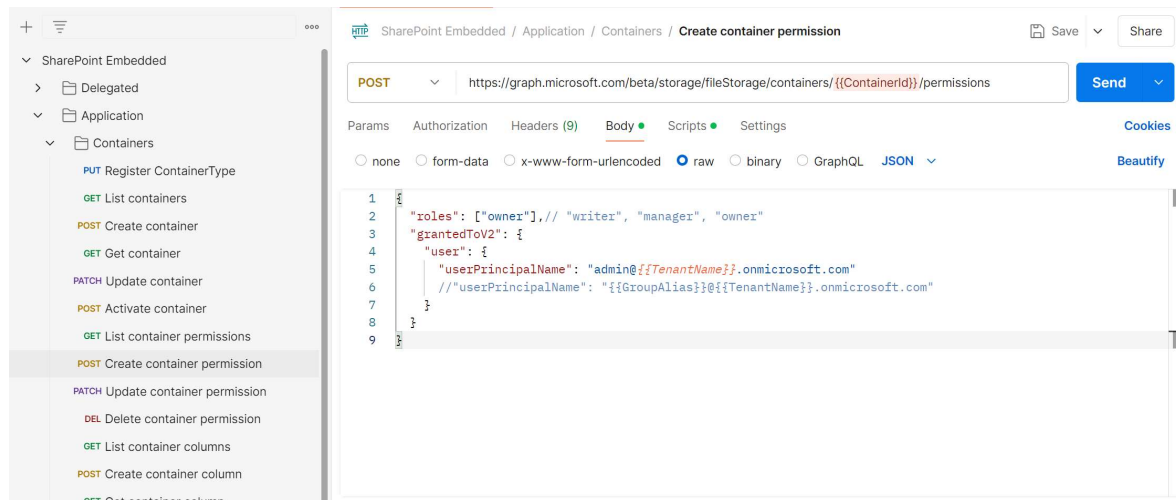 SharePoint Embedded / Application / Containers / Create container permission
Save
Share
SharePoint Embedded
Delegated
Application
Containers
PUT Register ContainerType
GET List containers
POST Create container
GET Get container
PATCH Update container
POST Activate container
GET List container permissions
POST Create container permission
PATCH Update container permission
DEL Delete container permission
GET List container columns
POST Create container column
GET Get container column
HTTP
POST
https://graph.microsoft.com/beta/storage/fileStorage/containers/{{ContainerId}}/permissions
Send
Params Authorization Headers (9) Body Scripts Settings Cookies
none form-data x-www-form-urlencoded raw binary GraphQL JSON Beautify
1 {
2 "roles": ["owner"],// "writer", "manager", "owner"
3 "grantedToV2": {
4 "user": {
5 "userPrincipalName": "admin@{{TenantName}}.onmicrosoft.com"
6 //"userPrincipalName": "{{GroupAlias}}@{{TenantName}}.onmicrosoft.com"
7 }
8 }
9 }